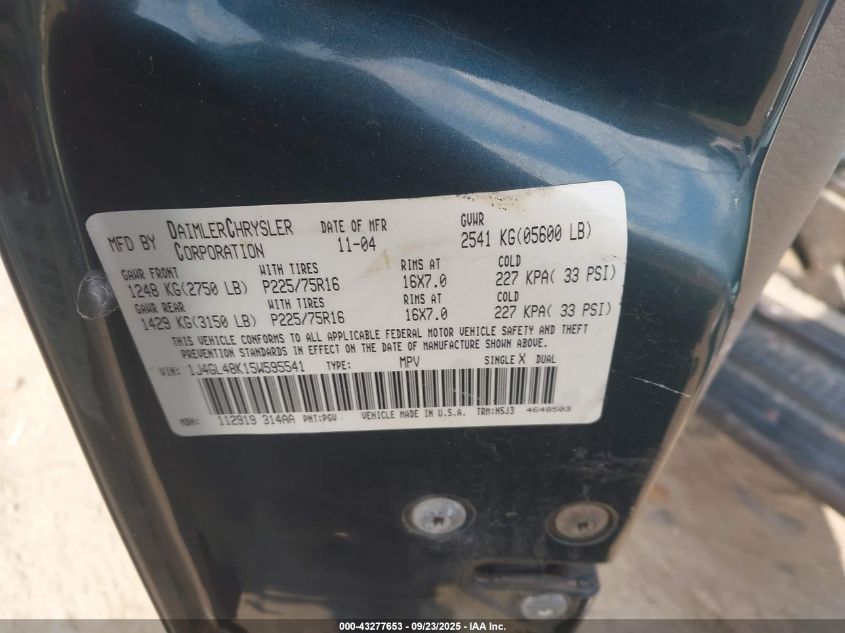 MFD BY DAIMLERCHRYSLER CORPORATION DATE OF MFR 11-04 GVWR 2541 KG(05600 LB)
GAWR FRONT WITH TIRES RIMS AT COLD
1248 KG(2750 LB) P225/75R16 16X7.0 227 KPA( 33 PSI)
GAWR REAR WITH TIRES RIMS AT COLD
1429 KG(3150 LB) P225/75R16 16X7.0 227 KPA( 33 PSI)
THIS VEHICLE CONFORMS TO ALL APPLICABLE FEDERAL MOTOR VEHICLE SAFETY AND THEFT
PREVENTION STANDARDS IN EFFECT ON THE DATE OF MANUFACTURE SHOWN ABOVE.
VIN: 1J4GL48K15W595541 TYPE: MPV SINGLE X DUAL
MDH: 112919 314AA PNT:PGV VEHICLE MADE IN U.S.A. TRM:NSJ3 4648503
000-43277653 - 09/23/2025 - IAA Inc.